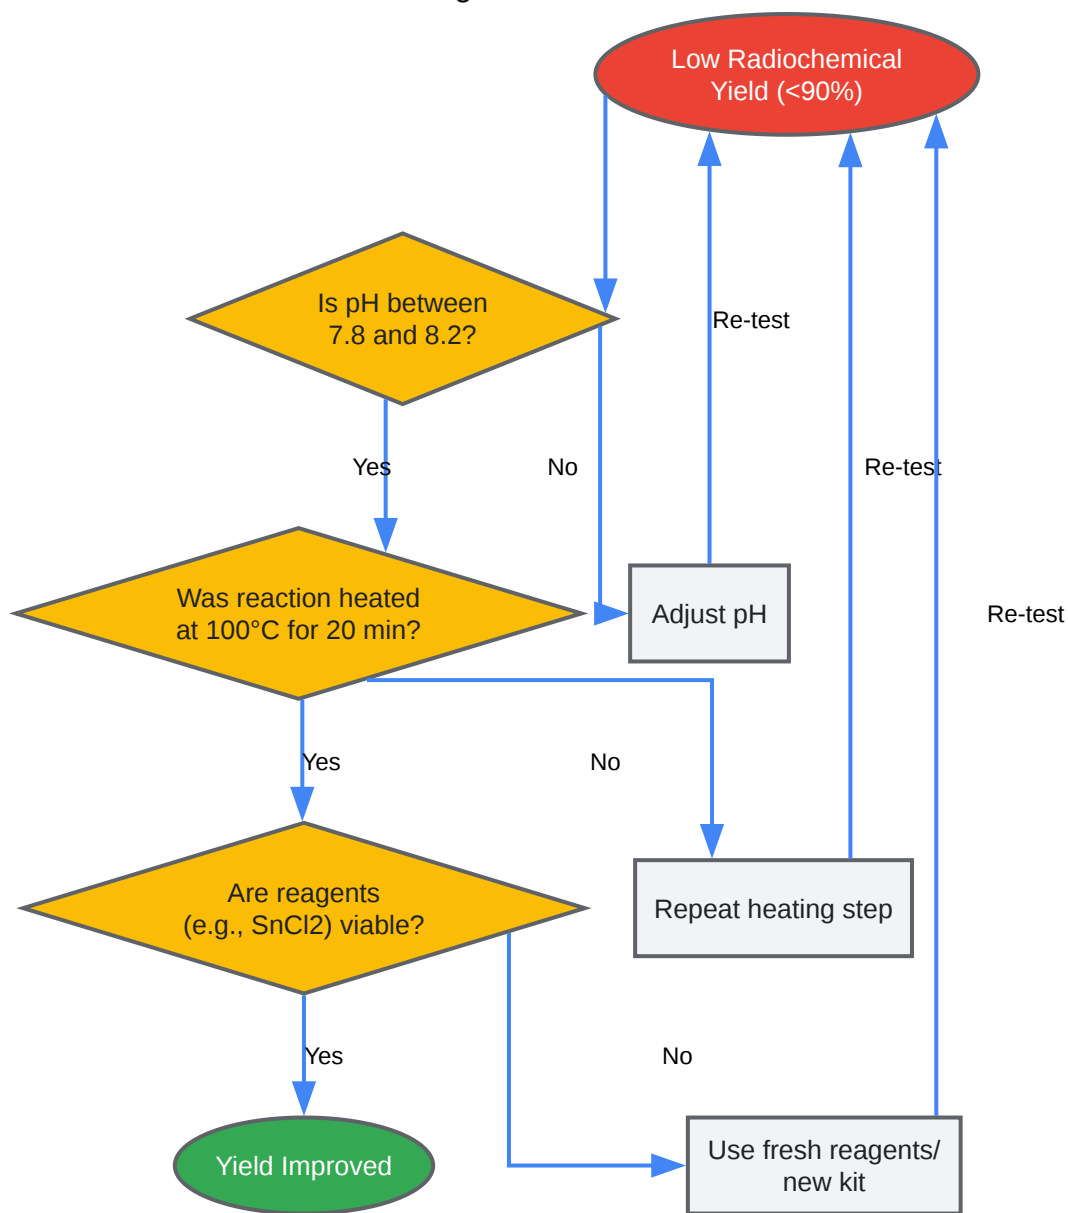 Low Radiochemical
Yield (<90%)
Is pH between
7.8 and 8.2?
Re-test
Yes
No
Re-test
Was reaction heated
at 100°C for 20 min?
Adjust pH
Re-test
Yes
No
Are reagents
(e.g., SnCl2) viable?
Repeat heating step
Yes
No
Yield Improved
Use fresh reagents/
new kit